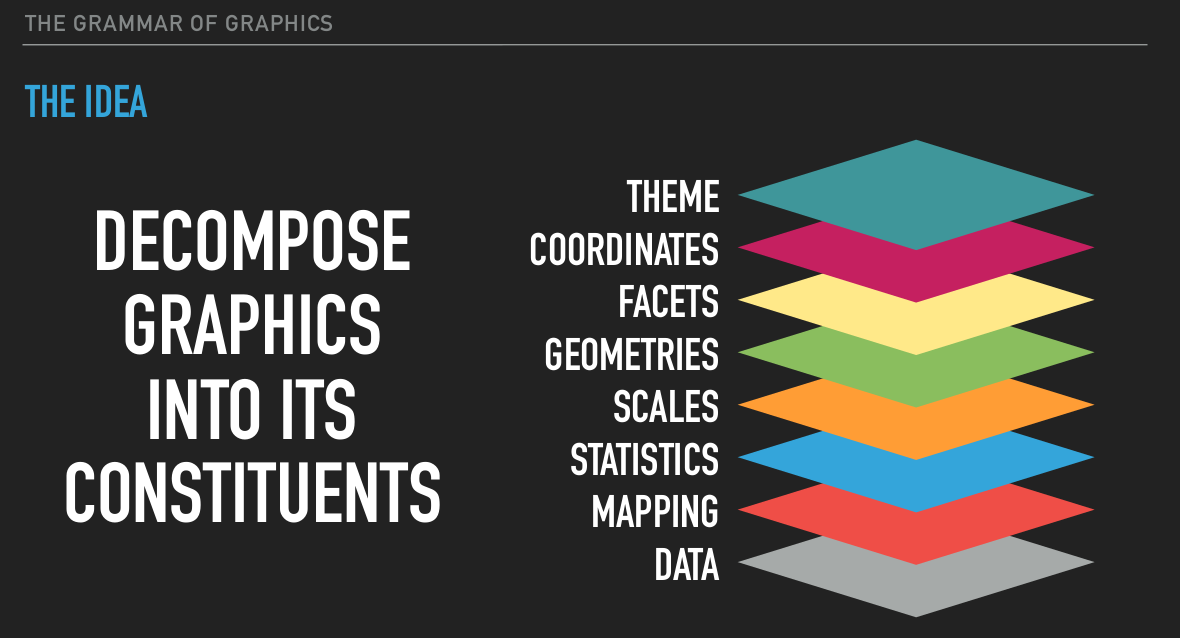 THE GRAMMAR OF GRAPHICS
THE IDEA
DECOMPOSE
GRAPHICS
INTO ITS
CONSTITUENTS
THEME
COORDINATES
FACETS
GEOMETRIES
SCALES
STATISTICS
MAPPING
DATA